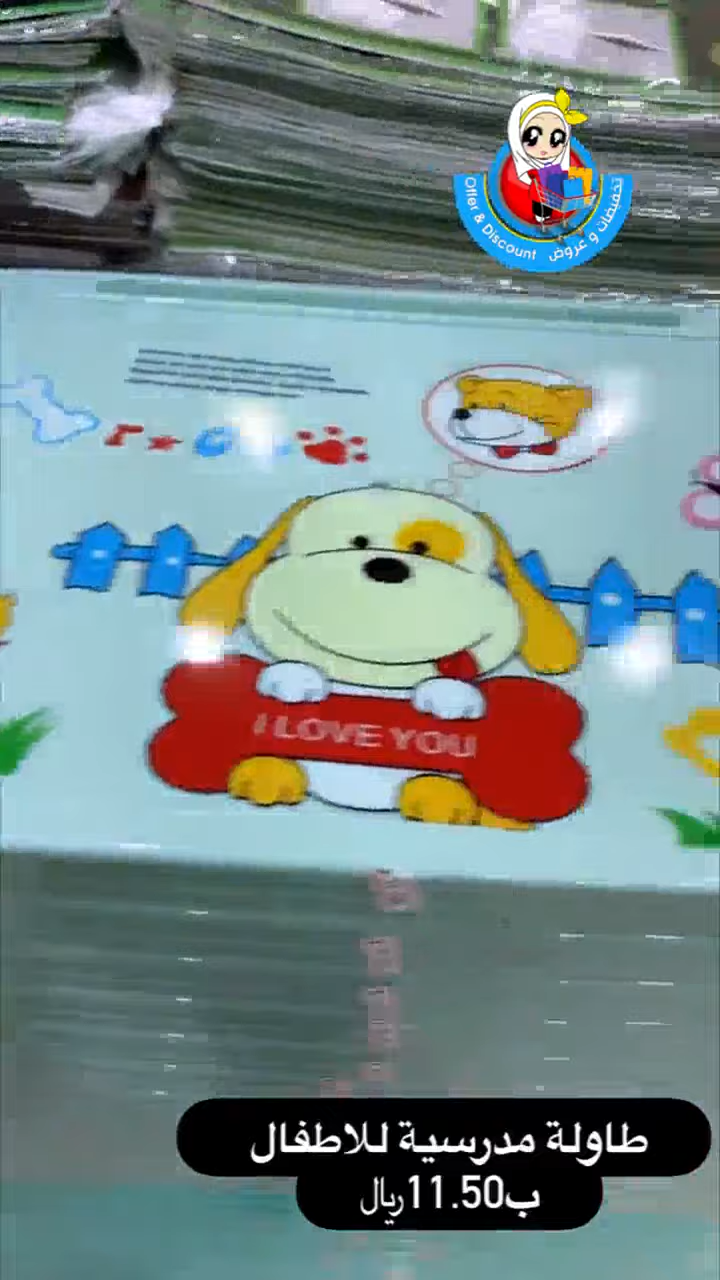 تخفيضات و عروض
Offer & Discount
I LOVE YOU
طاولة مدرسية للاطفال
ب11.50ريال